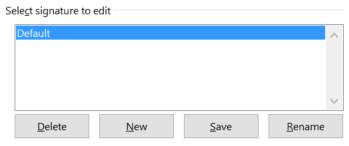 Select signature to edit
Default
Delete
New
Save
Rename